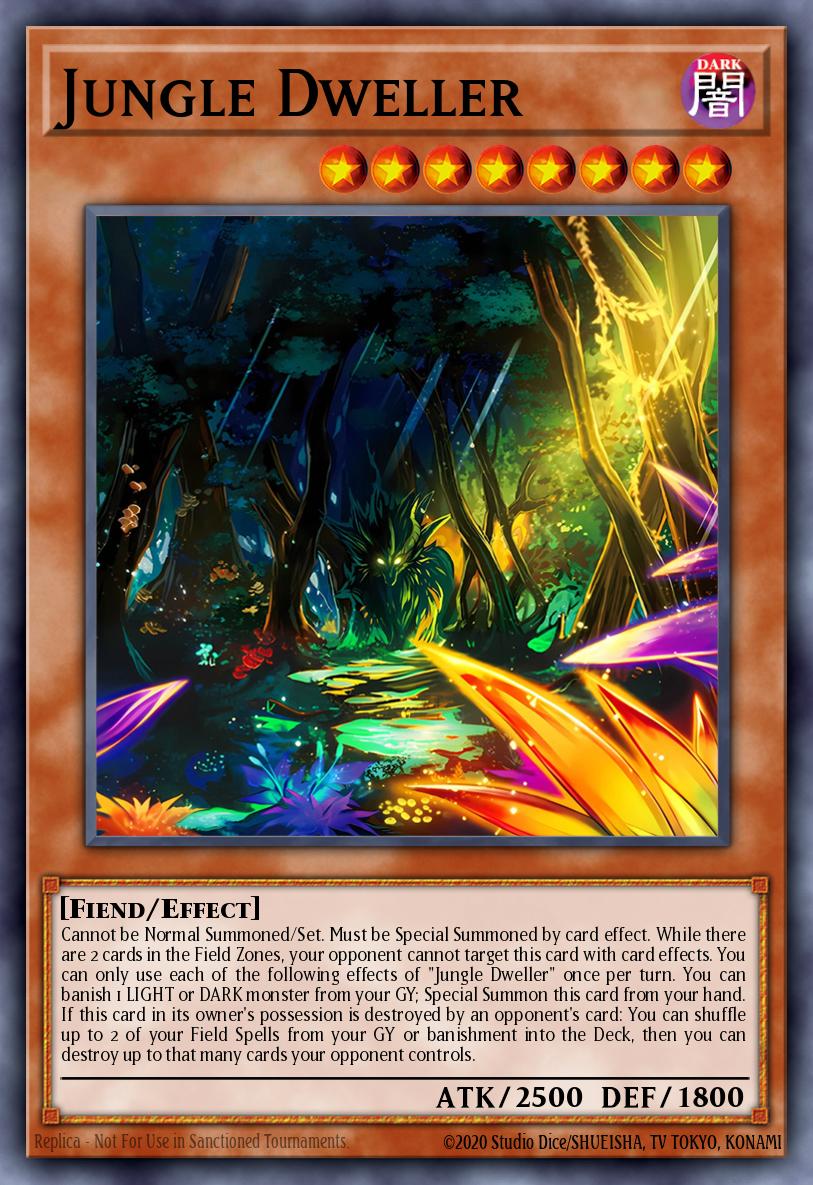 Jungle Dweller
DARK
闇
[Fiend/Effect]
Cannot be Normal Summoned/Set. Must be Special Summoned by card effect. While there
are 2 cards in the Field Zones, your opponent cannot target this card with card effects. You
can only use each of the following effects of "Jungle Dweller" once per turn. You can
banish 1 LIGHT or DARK monster from your GY; Special Summon this card from your hand.
If this card in its owner's possession is destroyed by an opponent's card: You can shuffle
up to 2 of your Field Spells from your GY or banishment into the Deck, then you can
destroy up to that many cards your opponent controls.
ATK/2500 DEF/1800
Replica - Not For Use in Sanctioned Tournaments.
©2020 Studio Dice/SHUEISHA, TV TOKYO, KONAMI